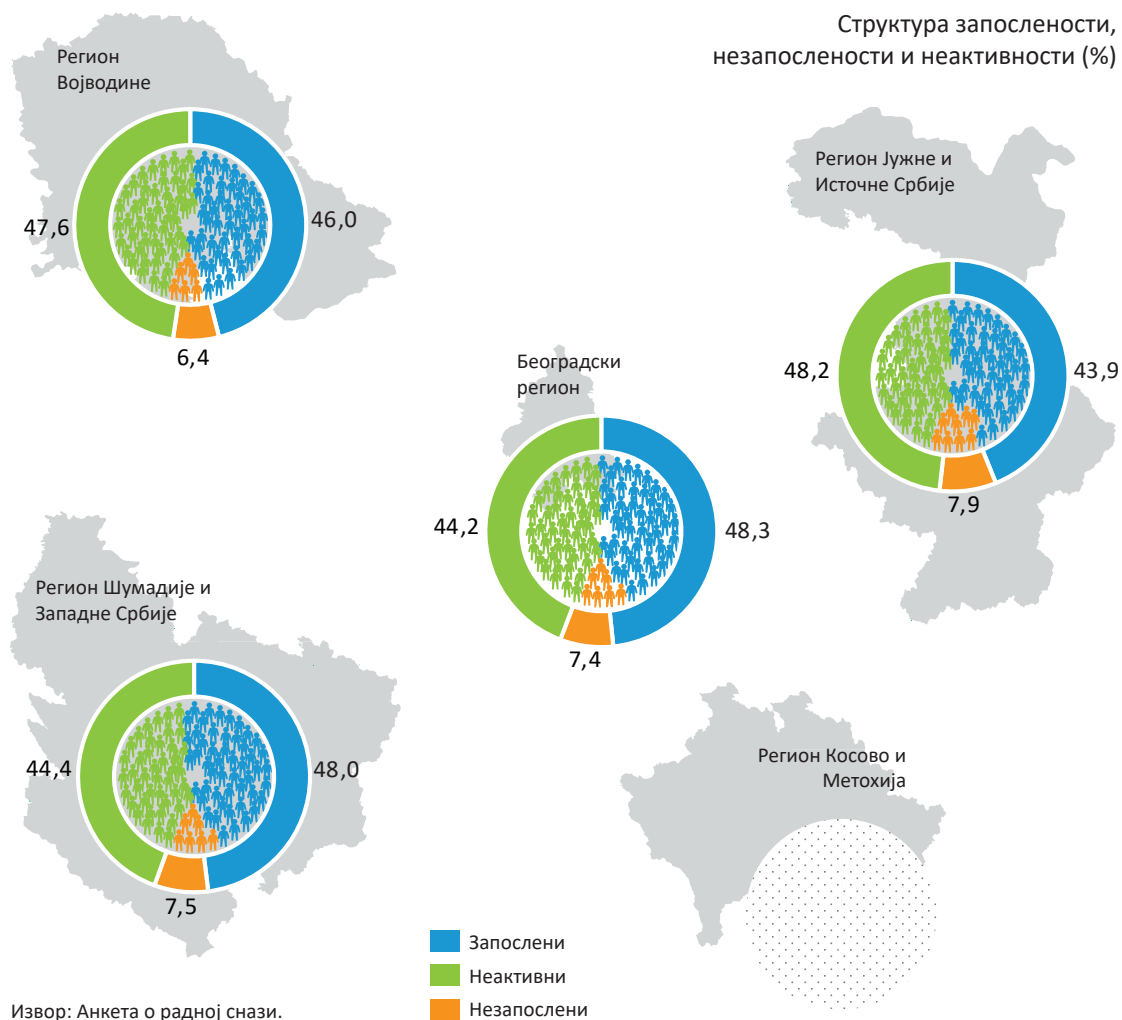 Структура запослености,
незапослености и неактивности (%)
Регион
Војводине
47,6
46,0
6,4
Регион Јужне и
Источне Србије
48,2
43,9
7,9
Београдски
регион
44,2
48,3
7,4
Регион Шумадије и
Западне Србије
44,4
48,0
7,5
Регион Косово и
Метохија
Запослени
Неактивни
Незапослени
Извор: Анкета о радној снази.